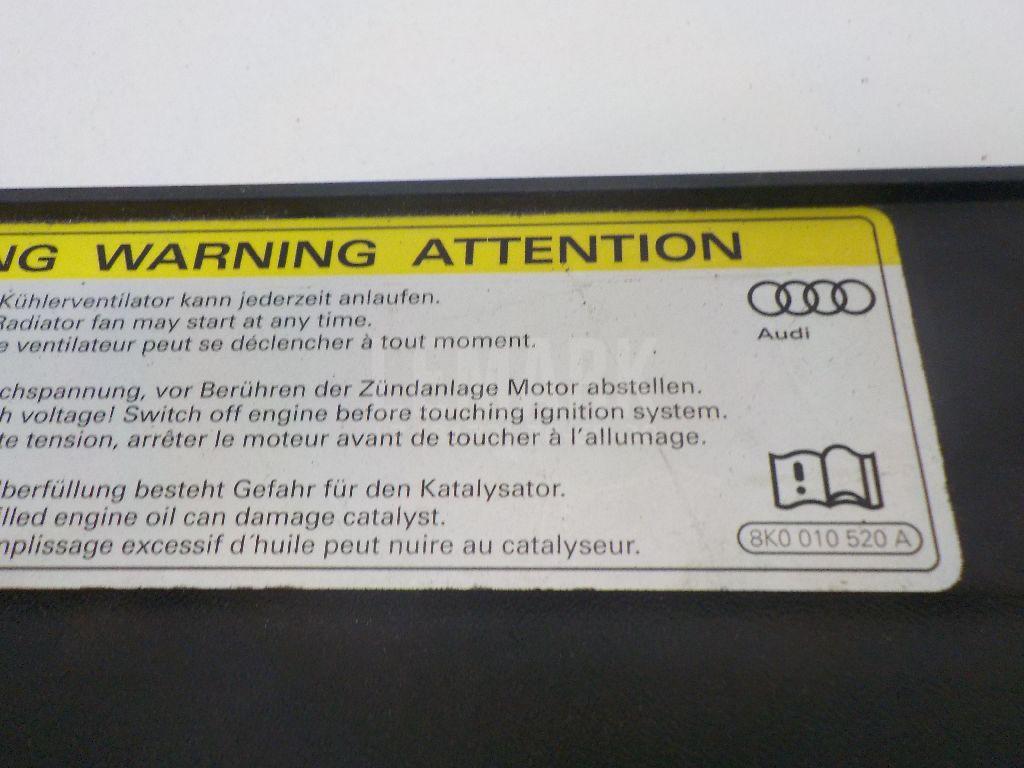 NG WARNING ATTENTION
Kühlerventilator kann jederzeit anlaufen.
Radiator fan may start at any time.
e ventilateur peut se déclencher à tout moment.
Audi
chspannung, vor Berühren der Zündanlage Motor abstellen.
h voltage! Switch off engine before touching ignition system.
te tension, arrêter le moteur avant de toucher à l'allumage.
berfüllung besteht Gefahr für den Katalysator.
illed engine oil can damage catalyst.
mplissage excessif d´huile peut nuire au catalyseur.
8K0 010 520 A